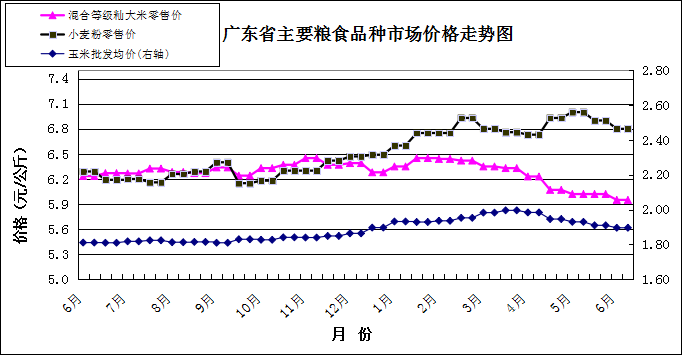 混合等级籼大米零售价
小麦粉零售价
玉米批发均价(右轴)
广东省主要粮食品种市场价格走势图
价格（元/公斤）
7.4
7.1
6.8
6.5
6.2
5.9
5.6
5.3
5.0
2.80
2.60
2.40
2.20
2.00
1.80
1.60
6月
7月
8月
9月
10月
11月
12月
1月
2月
3月
4月
5月
6月
月 份